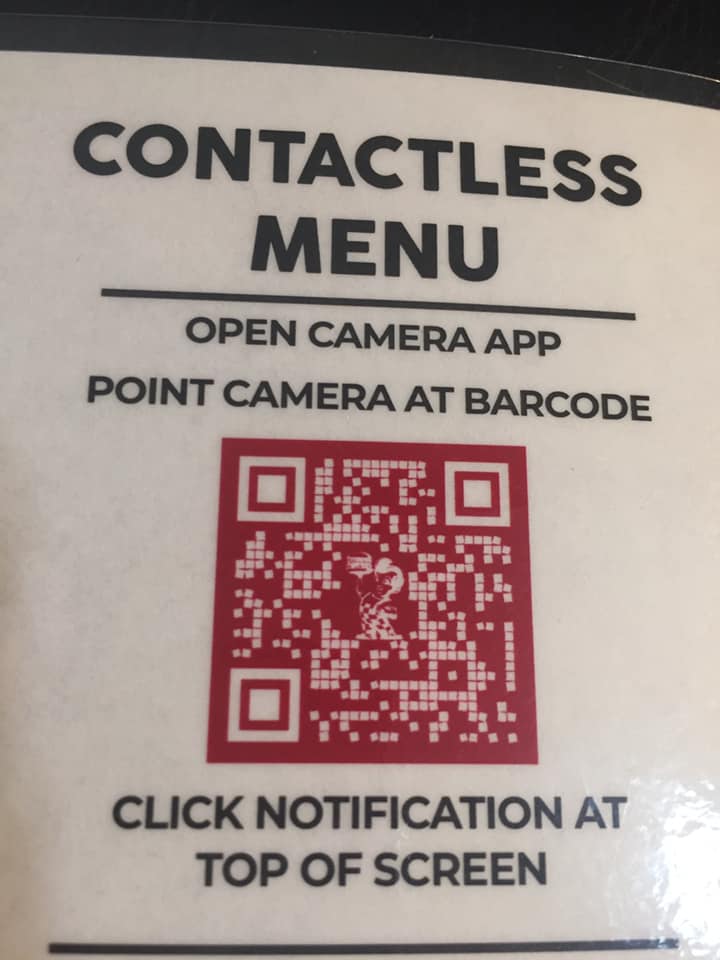 CONTACTLESS
MENU
OPEN CAMERA APP
POINT CAMERA AT BARCODE
CLICK NOTIFICATION AT
TOP OF SCREEN